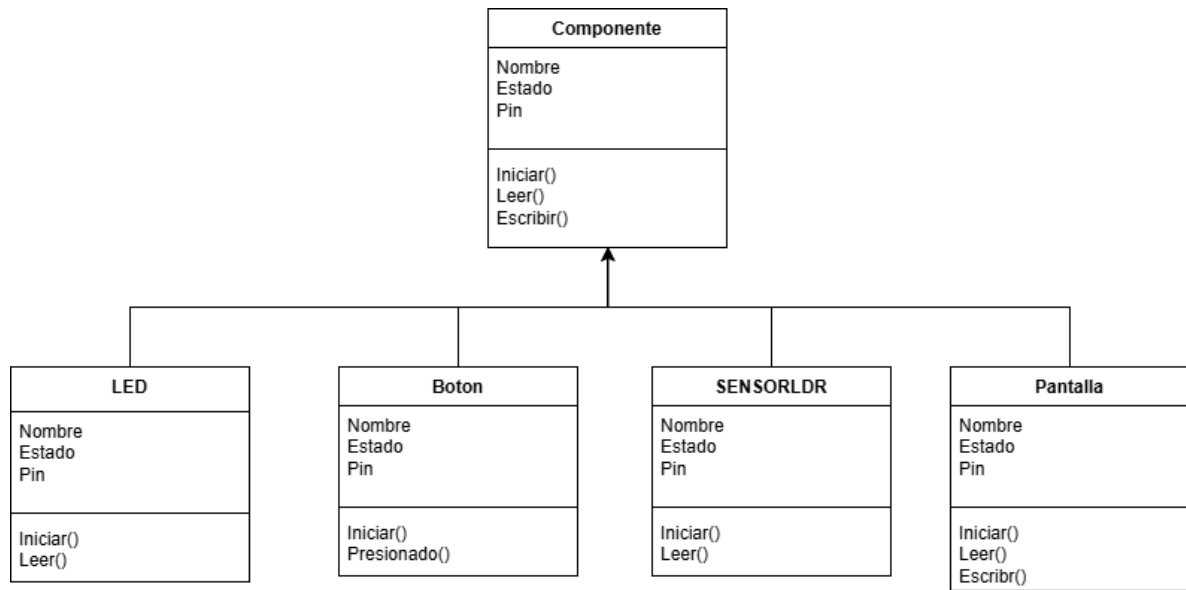 Componente
Nombre
Estado
Pin
Iniciar()
Leer()
Escribir()
LED
Nombre
Estado
Pin
Iniciar()
Leer()
Boton
Nombre
Estado
Pin
Iniciar()
Presionado()
SENSORLDR
Nombre
Estado
Pin
Iniciar()
Leer()
Pantalla
Nombre
Estado
Pin
Iniciar()
Leer()
Escribr()